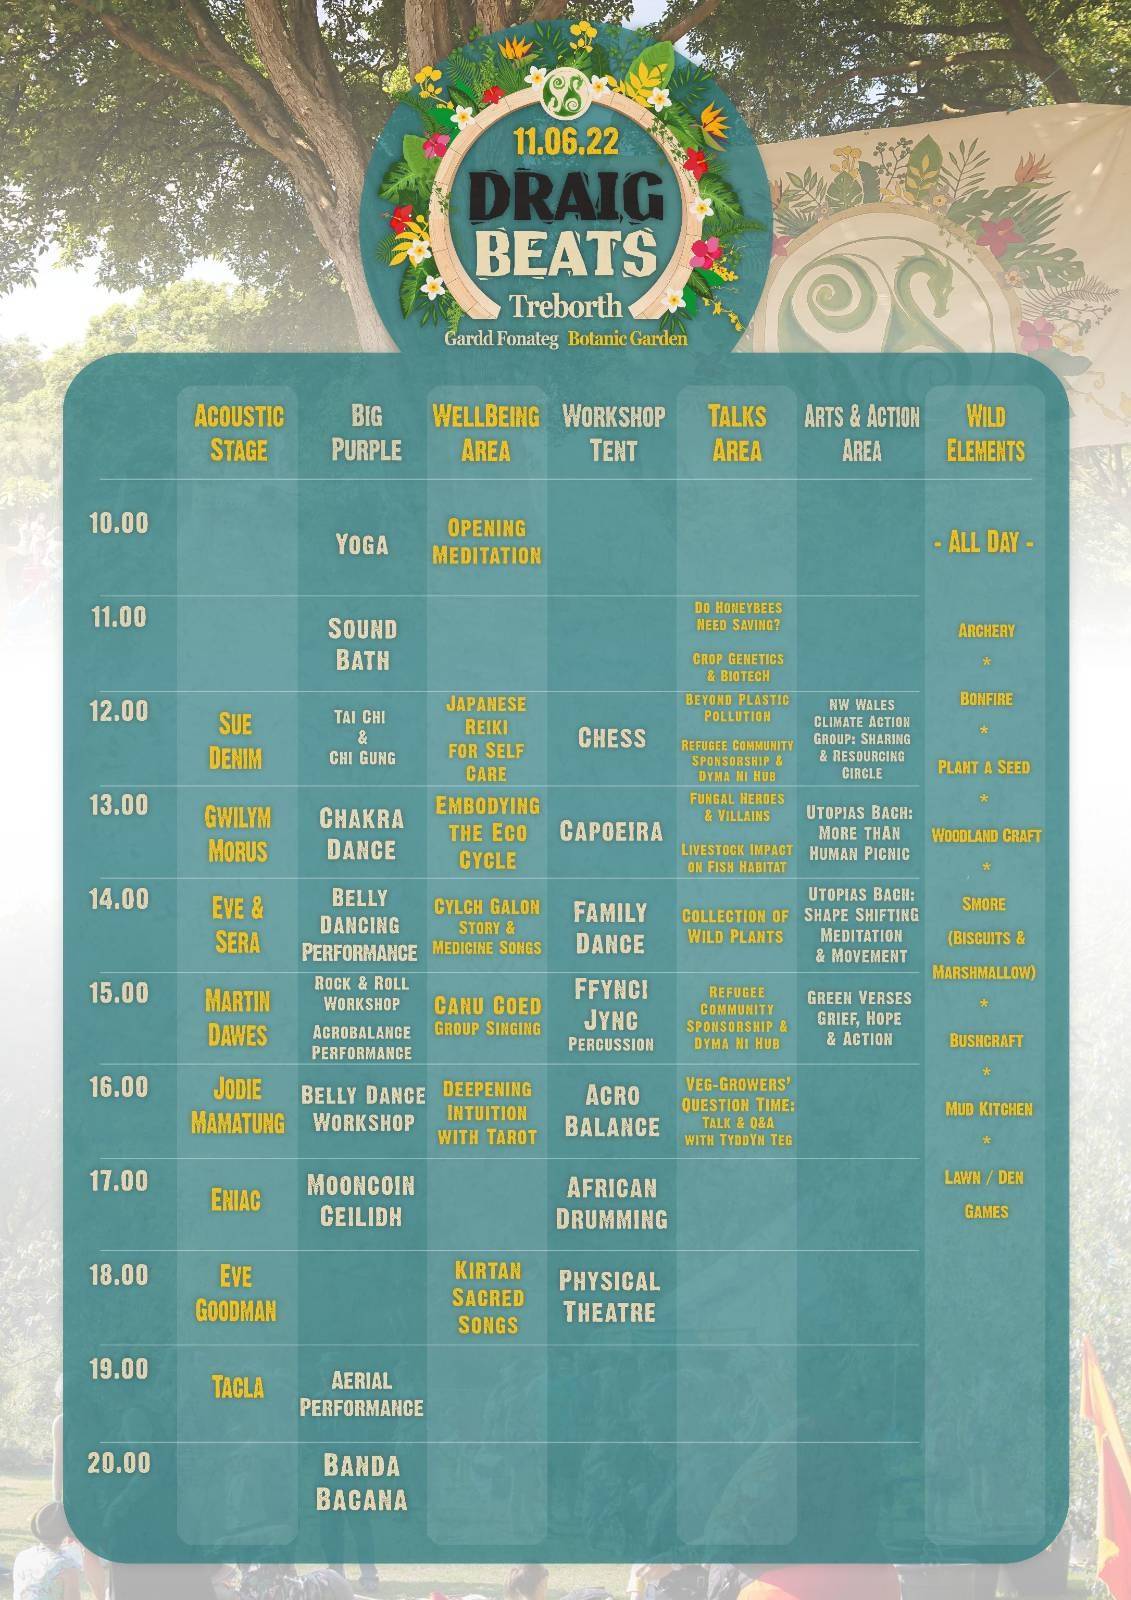 11.06.22
DRAIG
BEATS
Treborth
Gardd Fonateg Botanic Garden
ACOUSTIC
STAGE
BIG
PURPLE
WELLBEING
AREA
WORKSHOP
TENT
TALKS
AREA
ARTS & ACTION
AREA
WILD
ELEMENTS
10.00
YOGA
OPENING
MEDITATION
- ALL DAY -
11.00
SOUND
BATH
DO HONEYBEES
NEED SAVING?
CROP GENETICS
& BIOTECH
12.00
SUE
DENIM
TAI CHI
&
CHI GUNG
JAPANESE
REIKI
FOR SELF
CARE
CHESS
BEYOND PLASTIC
POLLUTION
REFUGEE COMMUNITY
SPONSORSHIP &
DYMA NI HUB
NW WALES
CLIMATE ACTION
GROUP: SHARING
& RESOURCING
CIRCLE
13.00
GWILYM
MORUS
CHAKRA
DANCE
EMBODYING
THE ECO
CYCLE
CAPOEIRA
FUNGAL HEROES
& VILLAINS
LIVESTOCK IMPACT
ON FISH HABITAT
UTOPIAS BACH:
MORE THAN
HUMAN PICNIC
14.00
EVE &
SERA
BELLY
DANCING
PERFORMANCE
CYLCH GALON
STORY &
MEDICINE SONGS
FAMILY
DANCE
COLLECTION OF
WILD PLANTS
UTOPIAS BACH:
SHAPE SHIFTING
MEDITATION
& MOVEMENT
15.00
MARTIN
DAWES
ROCK & ROLL
WORKSHOP
ACROBALANCE
PERFORMANCE
CANU COED
GROUP SINGING
FFYNCI
JYNC
PERCUSSION
REFUGEE
COMMUNITY
SPONSORSHIP &
DYMA NI HUB
GREEN VERSES
GRIEF, HOPE
& ACTION
16.00
JODIE
MAMATUNG
BELLY DANCE
WORKSHOP
DEEPENING
INTUITION
WITH TAROT
ACRO
BALANCE
VEG-GROWERS'
QUESTION TIME:
TALK & Q&A
WITH TYDDYN TEG
17.00
ENIAC
MOONCOIN
CEILIDH
AFRICAN
DRUMMING
18.00
EVE
GOODMAN
KIRTAN
SACRED
SONGS
PHYSICAL
THEATRE
19.00
TACLA
AERIAL
PERFORMANCE
20.00
BANDA
BACANA
ARCHERY
*
BONFIRE
*
PLANT A SEED
*
WOODLAND CRAFT
*
SMORE
(BISCUITS &
MARSHMALLOW)
*
BUSHCRAFT
*
MUD KITCHEN
*
LAWN / DEN
GAMES